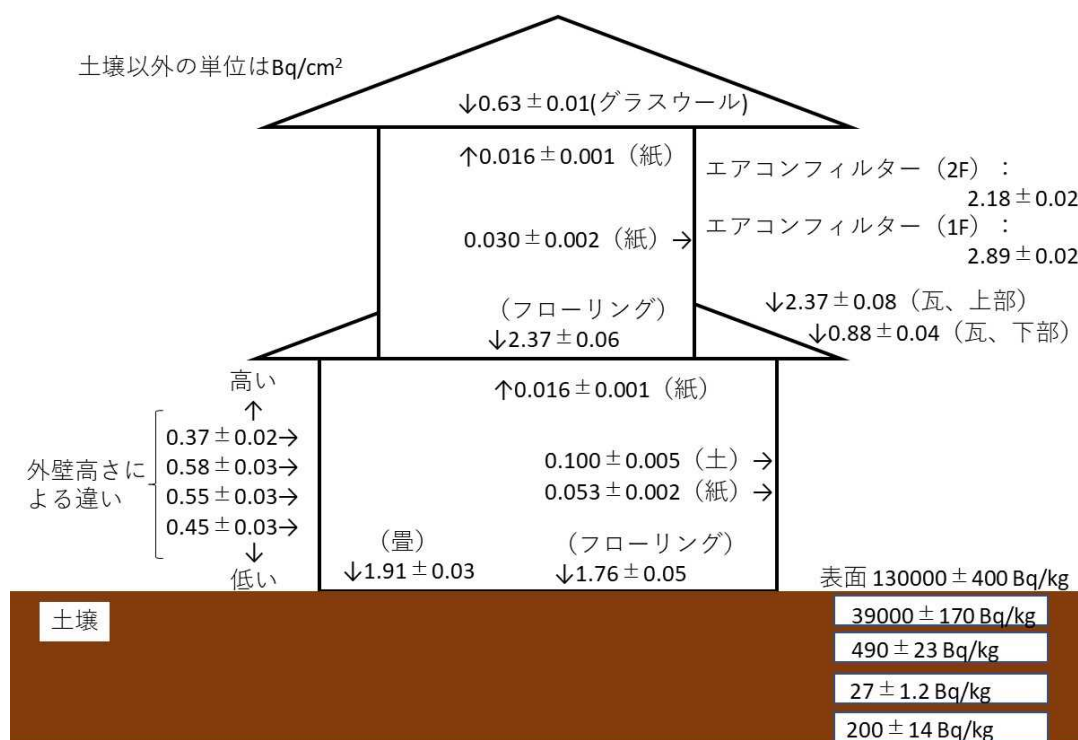 土壌以外の単位はBq/cm²
↓0.63±0.01(グラスウール)
↑0.016±0.001（紙）
エアコンフィルター（2F）：
2.18±0.02
0.030±0.002（紙）→
エアコンフィルター（1F）：
2.89±0.02
（フローリング）
↓2.37±0.06
↓2.37±0.08（瓦、上部）
↓0.88±0.04（瓦、下部）
↑0.016±0.001（紙）
高い
↑
0.37±0.02→
0.58±0.03→
0.55±0.03→
0.45±0.03→
↓
低い
外壁高さに
よる違い
0.100±0.005（土）→
0.053±0.002（紙）→
（畳）
↓1.91±0.03
（フローリング）
↓1.76±0.05
表面 130000±400 Bq/kg
土壌
39000±170 Bq/kg
490±23 Bq/kg
27±1.2 Bq/kg
200±14 Bq/kg